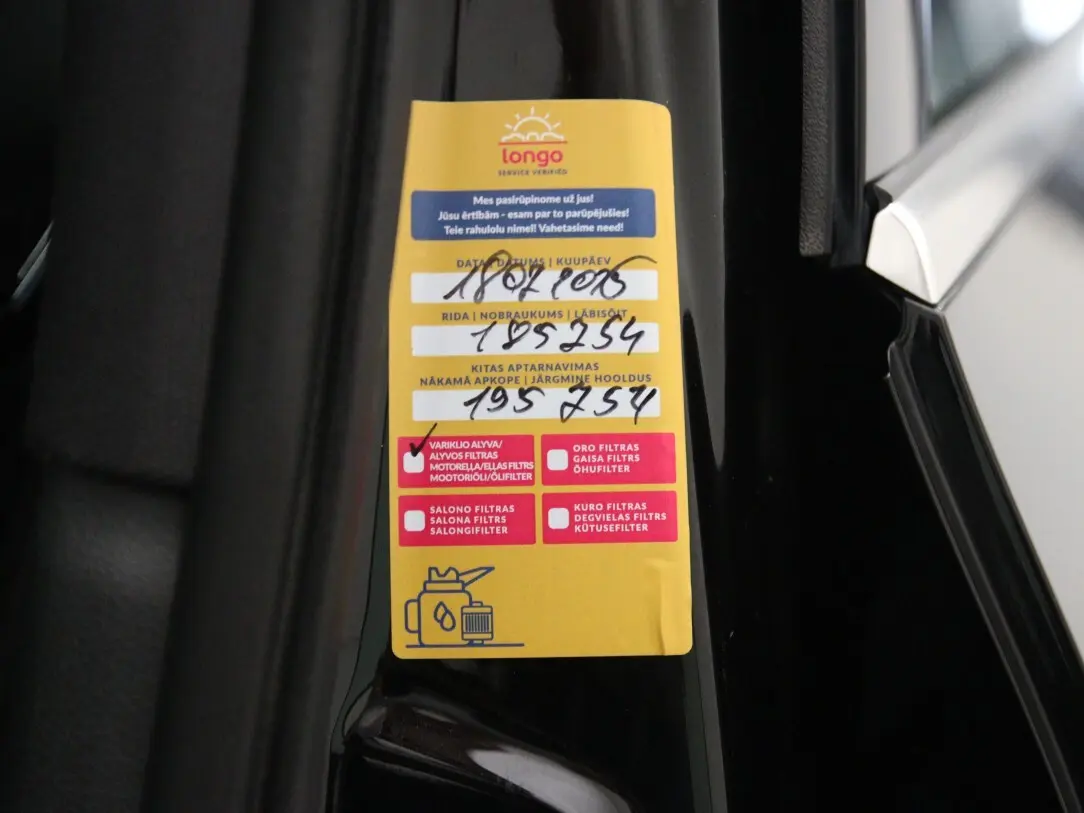 longo
SERVICE VERIFIED
Mes pasirūpinome už jus!
Jūsu ērtībām - esam par to parūpējušies!
Teie rahulolu nimel! Vahetasime need!
DATA | DATUMS | KUUPÄEV
RIDA | NOBRAUKUMS | LÄBISÕIT
185254
KITAS APTARNAVIMAS
NĀKAMĀ APKOPE | JÄRGMINE HOOLDUS
195 254
VARIKLIO ALYVA/
ALYVOS FILTRAS
MOTOREĻĻA/EĻĻAS FILTRS
MOOTORIÕLI/ÕLIFILTER
ORO FILTRAS
GAISA FILTRS
ÕHUFILTER
SALONO FILTRAS
SALONA FILTRS
SALONGIFILTER
KURO FILTRAS
DEGVIELAS FILTRS
KÜTUSEFILTER